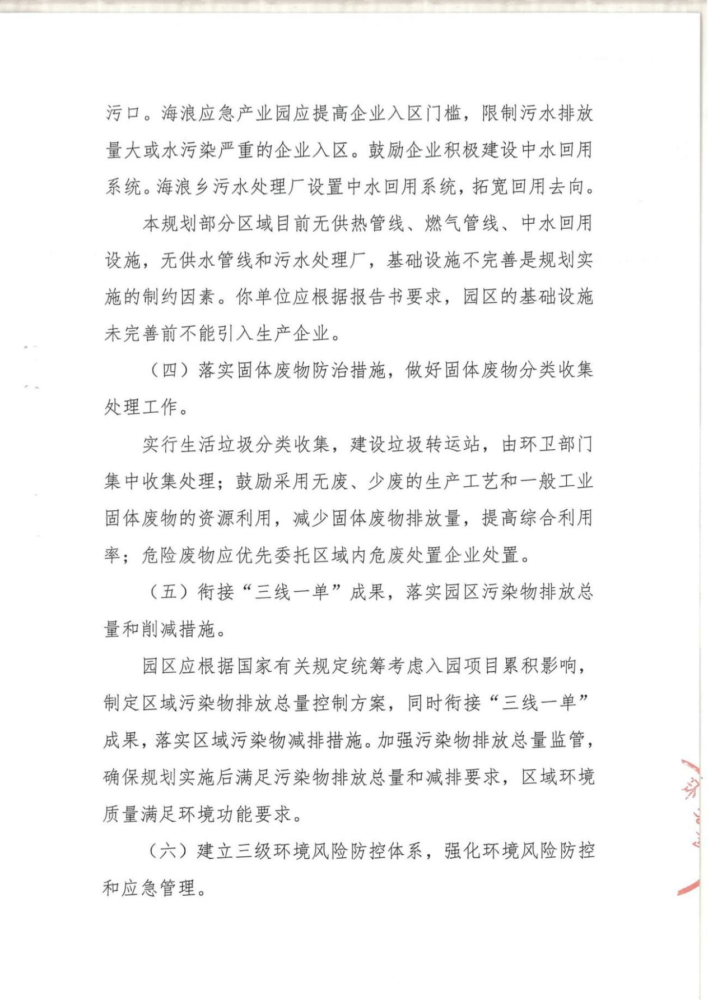 污口。海浪应急产业园应提高企业入区门槛，限制污水排放
量大或水污染严重的企业入区。鼓励企业积极建设中水回用
系统。海浪乡污水处理厂设置中水回用系统，拓宽回用去向。
本规划部分区域目前无供热管线、燃气管线、中水回用
设施，无供水管线和污水处理厂，基础设施不完善是规划实
施的制约因素。你单位应根据报告书要求，园区的基础设施
未完善前不能引入生产企业。
（四）落实固体废物防治措施，做好固体废物分类收集
处理工作。
实行生活垃圾分类收集，建设垃圾转运站，由环卫部门
集中收集处理；鼓励采用无废、少废的生产工艺和一般工业
固体废物的资源利用，减少固体废物排放量，提高综合利用
率；危险废物应优先委托区域内危废处置企业处置。
（五）衔接“三线一单”成果，落实园区污染物排放总
量和削减措施。
园区应根据国家有关规定统筹考虑入园项目累积影响，
制定区域污染物排放总量控制方案，同时衔接“三线一单”
成果，落实区域污染物减排措施。加强污染物排放总量监管，
确保规划实施后满足污染物排放总量和减排要求，区域环境
质量满足环境功能要求。
（六）建立三级环境风险防控体系，强化环境风险防控
和应急管理。